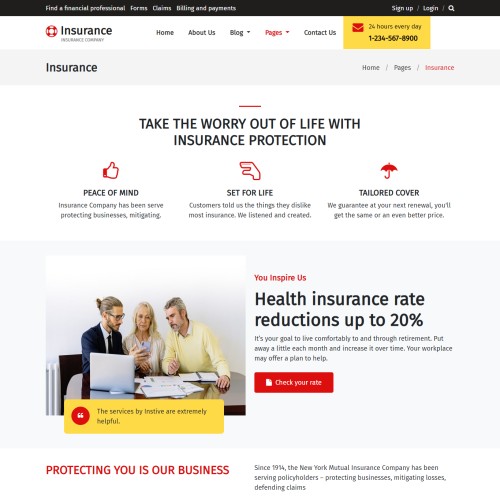 Find a financial professional Forms Claims Billing and payments Sign up / Login /
Insurance
INSURANCE COMPANY
Home About Us Blog Pages Contact Us
24 hours every day
1-234-567-8900
Insurance
Home / Pages / Insurance
TAKE THE WORRY OUT OF LIFE WITH
INSURANCE PROTECTION
PEACE OF MIND
Insurance Company has been serve
protecting businesses, mitigating.
SET FOR LIFE
Customers told us the things they dislike
most insurance. We listened and created.
TAILORED COVER
We guarantee at your next renewal, you'll
get the same or an even better price.
You Inspire Us
Health insurance rate
reductions up to 20%
It's your goal to live comfortably to and through retirement. Put
away a little each month and increase it over time. Your workplace
may offer a plan to help.
Check your rate
The services by Instive are extremely
helpful.
PROTECTING YOU IS OUR BUSINESS
Since 1914, the New York Mutual Insurance Company has been
serving policyholders – protecting businesses, mitigating losses,
defending claims